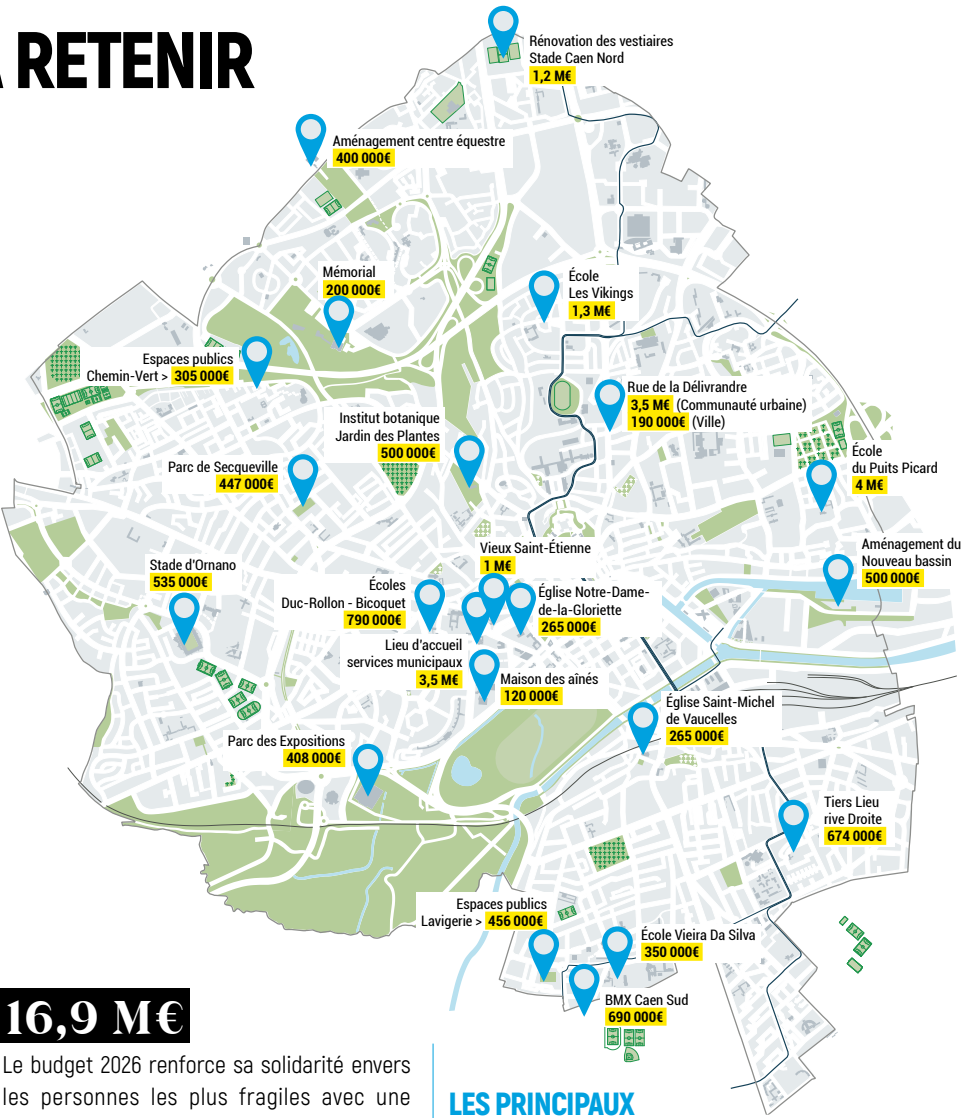 À RETENIR
Rénovation des vestiaires
Stade Caen Nord
1,2 M€
Aménagement centre équestre
400 000€
Mémorial
200 000€
École
Les Vikings
1,3 M€
Espaces publics
Chemin-Vert > 305 000€
Rue de la Délivrandre
3,5 M€ (Communauté urbaine)
190 000€ (Ville)
Institut botanique
Jardin des Plantes
500 000€
École
du Puits Picard
4 M€
Parc de Secqueville
447 000€
Aménagement du
Nouveau bassin
500 000€
Vieux Saint-Étienne
1 M€
Stade d'Ornano
535 000€
Écoles
Duc-Rollon - Bicoquet
790 000€
Église Notre-Dame-
de-la-Gloriette
265 000€
Lieu d'accueil
services municipaux
3,5 M€
Maison des aînés
120 000€
Église Saint-Michel
de Vaucelles
265 000€
Parc des Expositions
408 000€
Tiers Lieu
rive Droite
674 000€
Espaces publics
Lavigerie > 456 000€
École Vieira Da Silva
350 000€
BMX Caen Sud
690 000€
16,9 M€
Le budget 2026 renforce sa solidarité envers
les personnes les plus fragiles avec une
LES PRINCIPAUX